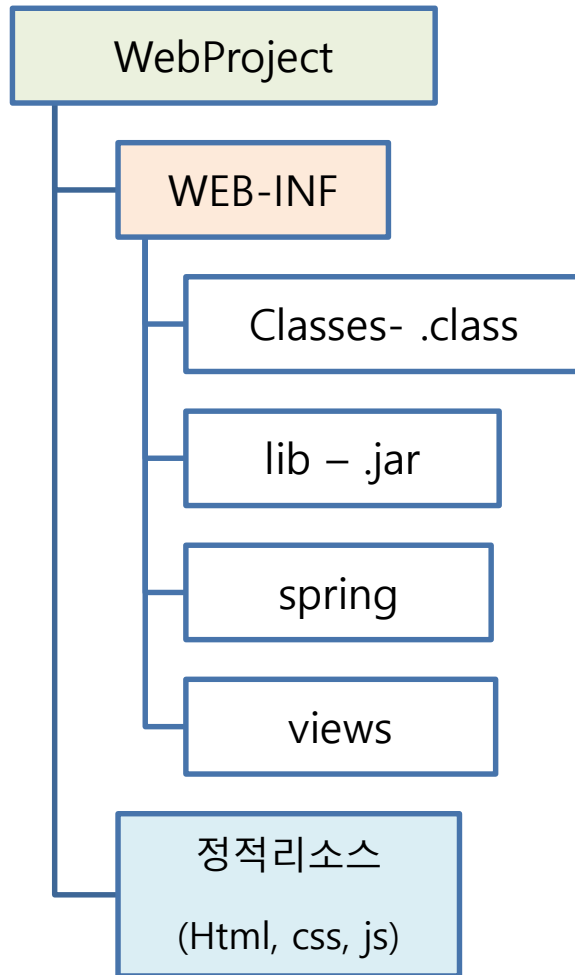 WebProject
WEB-INF
Classes- .class
lib – .jar
spring
views
정적리소스
(Html, css, js)